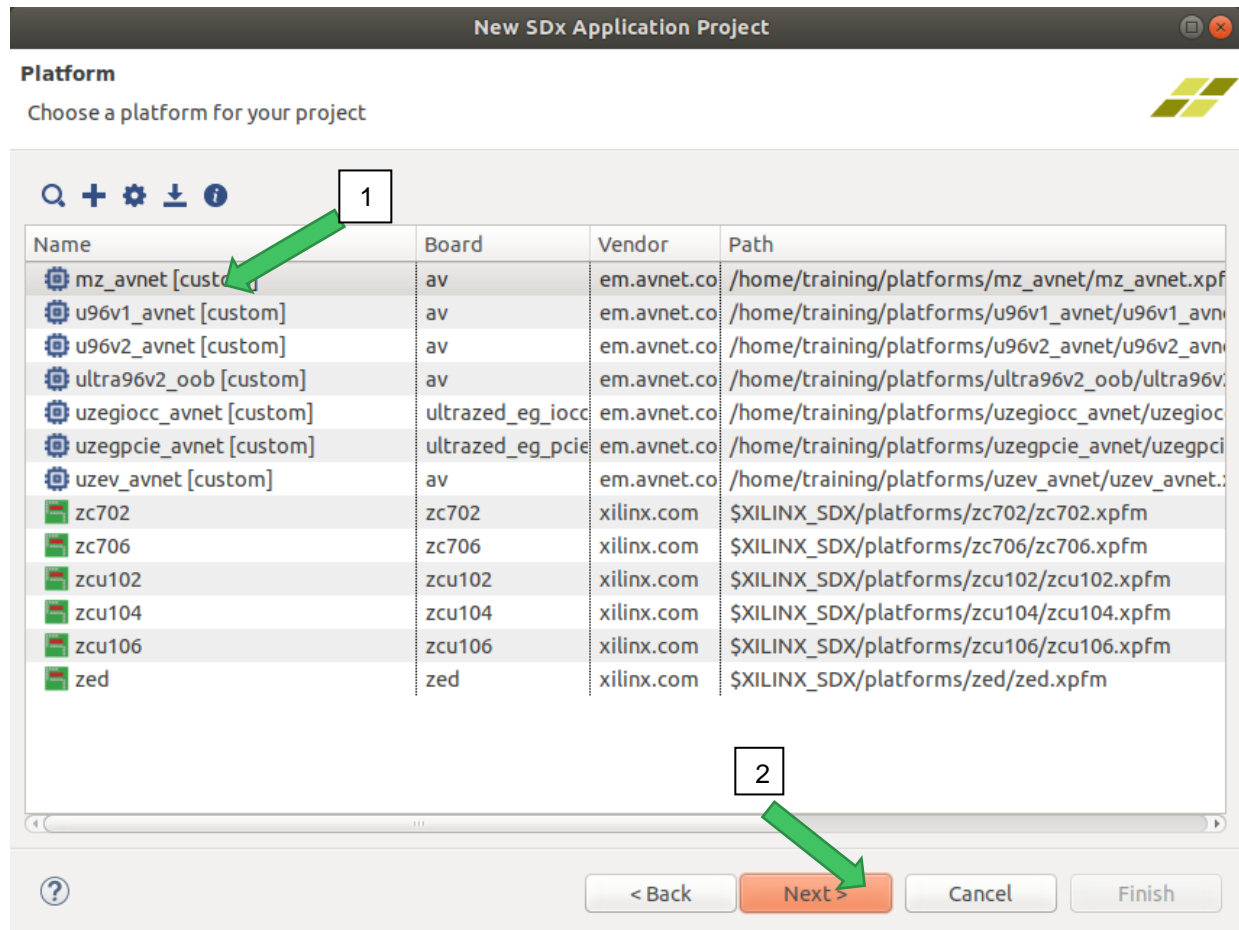 New SDx Application Project
Platform
Choose a platform for your project
1
Name Board Vendor Path
mz_avnet [custom] av em.avnet.co /home/training/platforms/mz_avnet/mz_avnet.xpf
u96v1_avnet [custom] av em.avnet.co /home/training/platforms/u96v1_avnet/u96v1_avn
u96v2_avnet [custom] av em.avnet.co /home/training/platforms/u96v2_avnet/u96v2_avn
ultra96v2_oob [custom] av em.avnet.co /home/training/platforms/ultra96v2_oob/ultra96v
uzegiocc_avnet [custom] ultrazed_eg_iocc em.avnet.co /home/training/platforms/uzegiocc_avnet/uzegioc
uzegpcie_avnet [custom] ultrazed_eg_pcie em.avnet.co /home/training/platforms/uzegpcie_avnet/uzegpci
uzev_avnet [custom] av em.avnet.co /home/training/platforms/uzev_avnet/uzev_avnet.
zc702 zc702 xilinx.com $XILINX_SDX/platforms/zc702/zc702.xpfm
zc706 zc706 xilinx.com $XILINX_SDX/platforms/zc706/zc706.xpfm
zcu102 zcu102 xilinx.com $XILINX_SDX/platforms/zcu102/zcu102.xpfm
zcu104 zcu104 xilinx.com $XILINX_SDX/platforms/zcu104/zcu104.xpfm
zcu106 zcu106 xilinx.com $XILINX_SDX/platforms/zcu106/zcu106.xpfm
zed zed xilinx.com $XILINX_SDX/platforms/zed/zed.xpfm
2
< Back Next > Cancel Finish